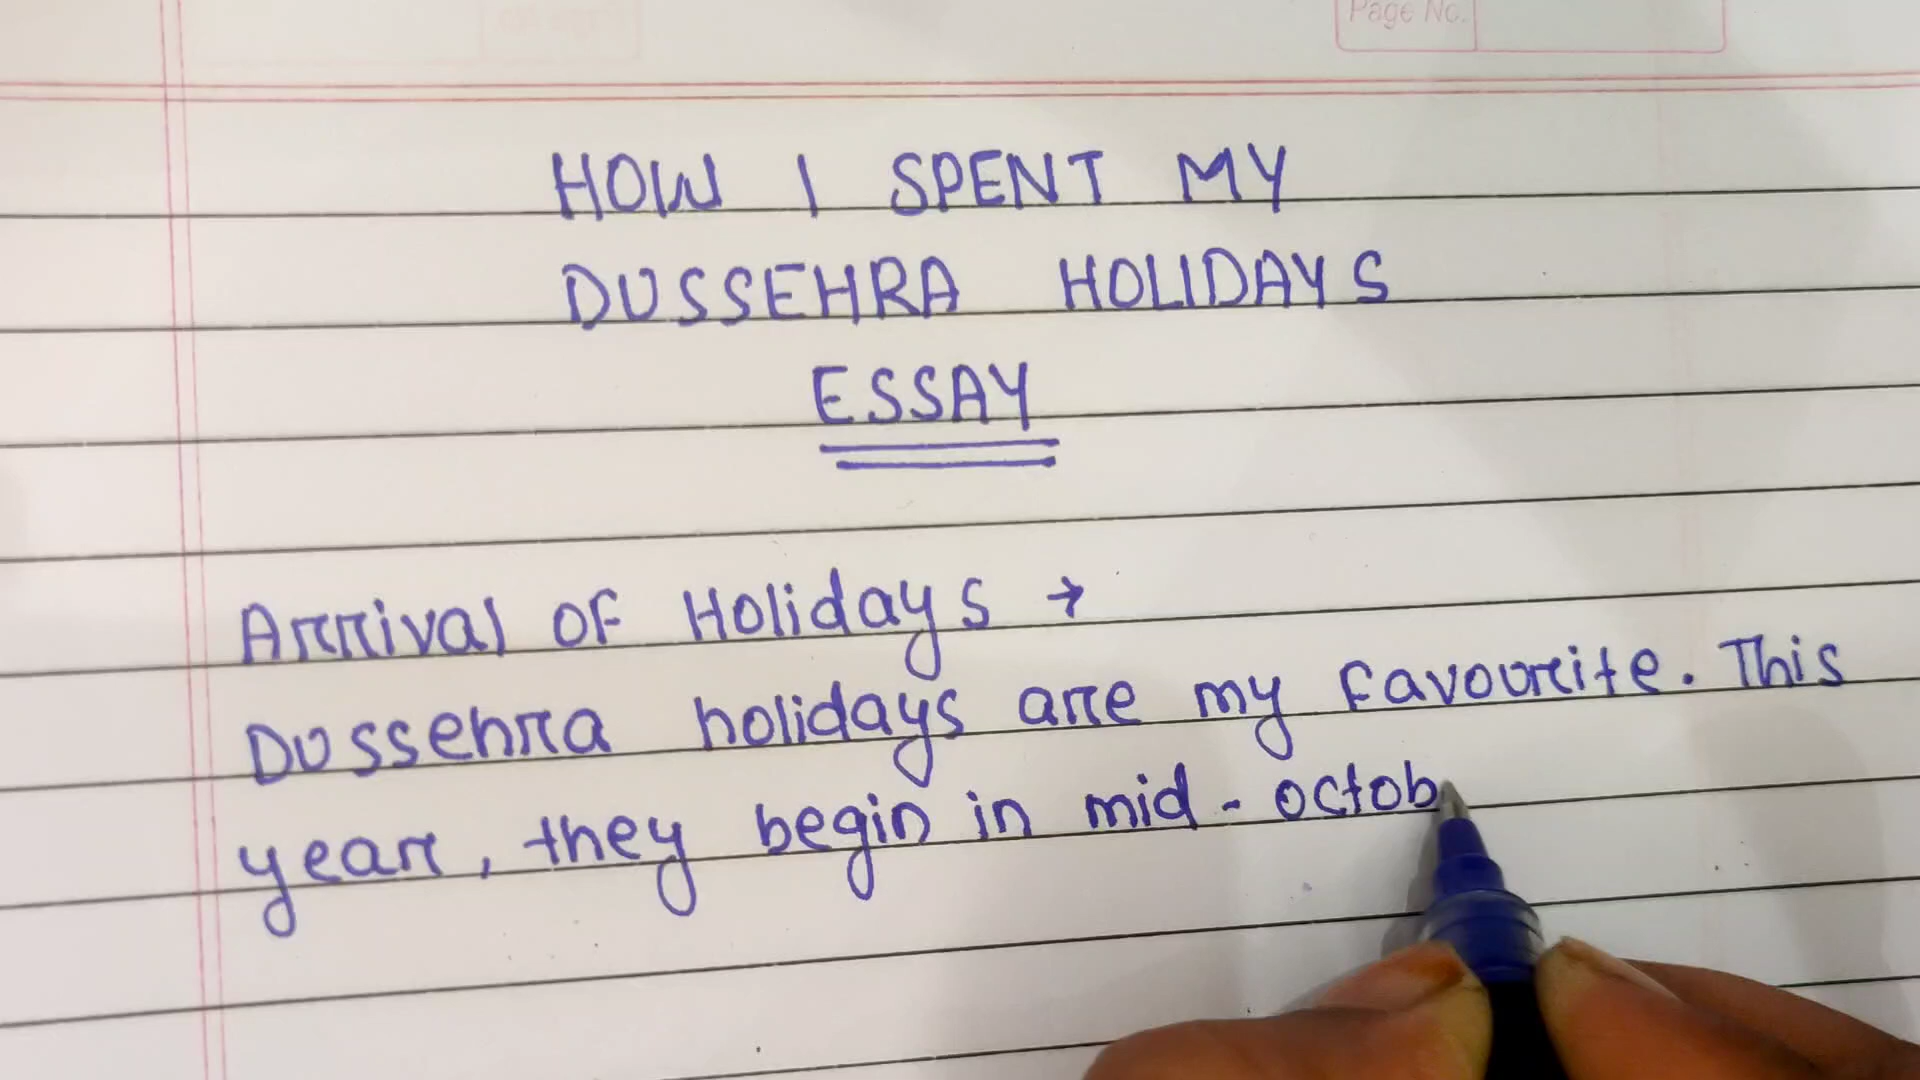 Page No.
HOW I SPENT MY
DUSSEHRA HOLIDAYS
ESSAY
Arrival of Holidays →
Dussehra holidays are my favourite. This
year, they begin in mid - octob